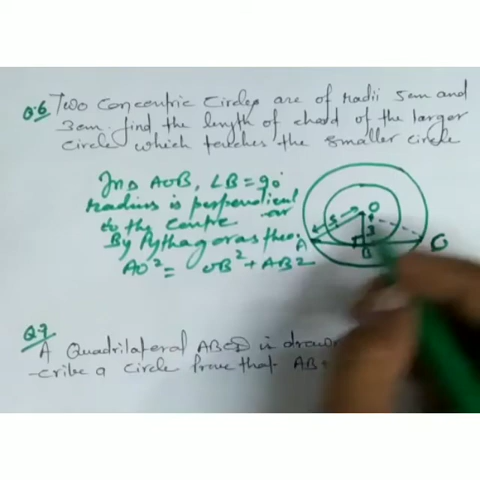 Q.6 Two Concentric Circles are of radii 5cm and
3cm. find the length of chord of the larger
circle which touches the smaller circle
In Δ AOB, ∠B = 90°
radius is perpendicular
to the centre
By Pythagoras theo.
AO² = OB² + AB²
O
5
3
A
B
C
Q.7
A Quadrilateral ABCD is drawn
-cribe a circle prove that AB+